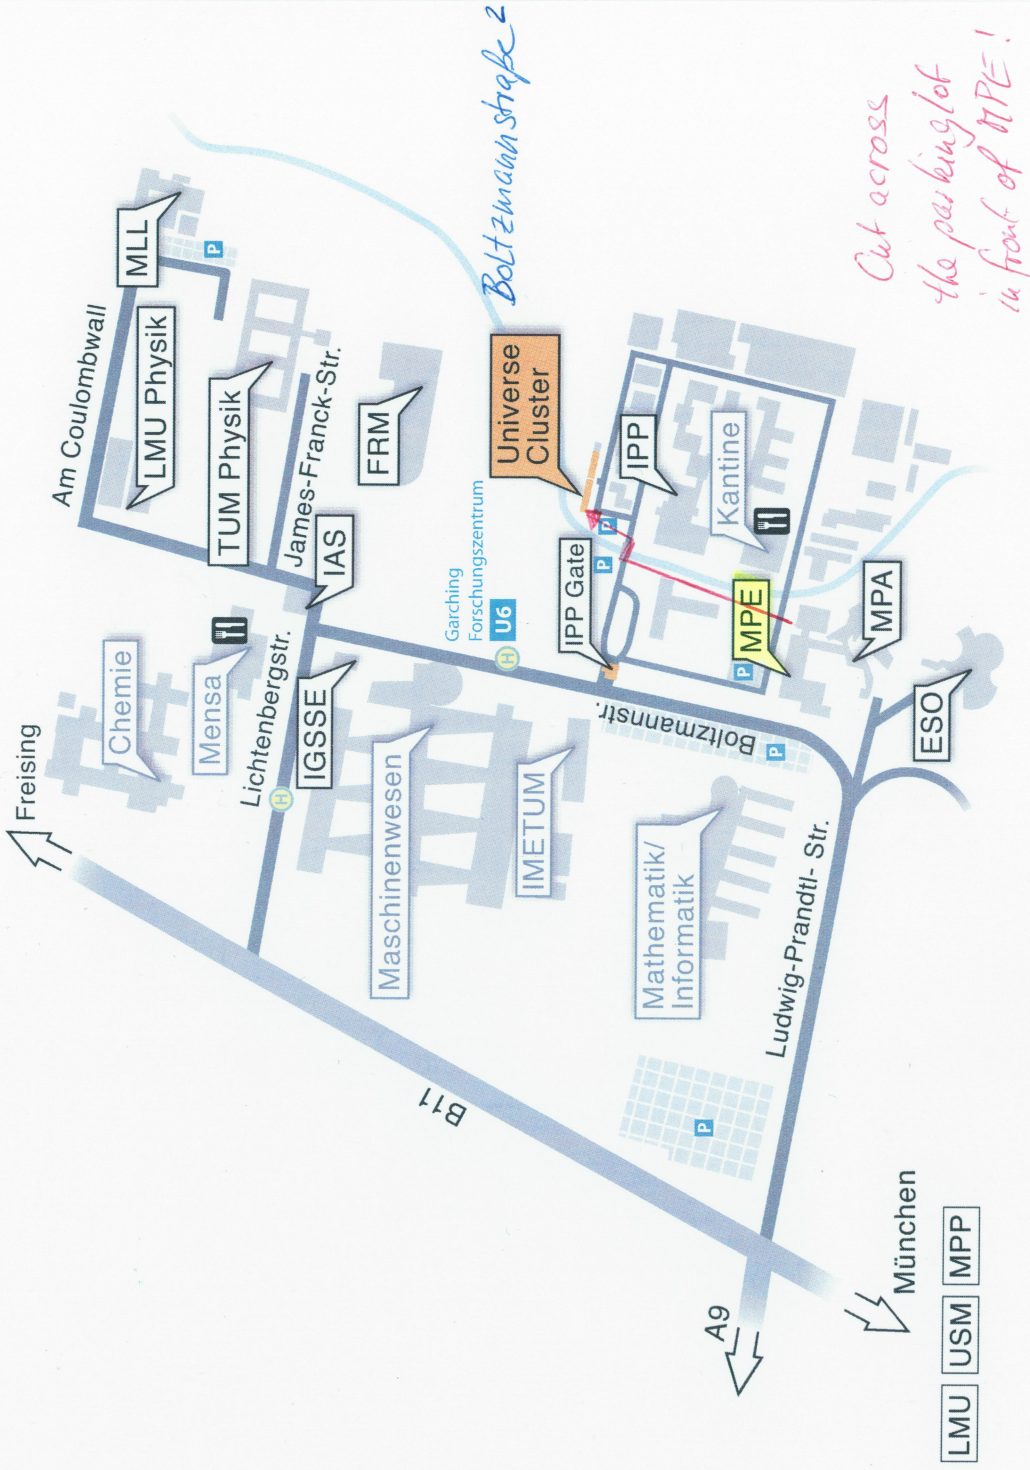 Boltzmannstraße 2
Cut across
the parking lot
in front of MPE!
Freising
Am Coulombwall
MLL
P
LMU Physik
Chemie
TUM Physik
Mensa
Lichtenbergstr.
James-Franck-Str.
IAS
IGSSE
H
FRM
Maschinenwesen
Garching
Forschungszentrum
U6
H
Universe
Cluster
IMETUM
IPP Gate
P
P
IPP
Boltzmannstr.
Kantine
B11
Mathematik/
Informatik
MPE
P
P
P
MPA
ESO
Ludwig-Prandtl- Str.
A9
München
LMU
USM
MPP